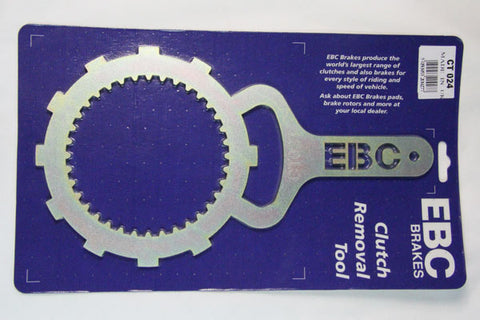 EBC Brakes produce the
world's largest range of
clutches and also brakes for
every style of riding and
speed of vehicle.
Ask about EBC Brakes pads,
brake rotors and more at
your local dealer.
CT 024
EBC
EBC
BRAKES
Clutch
Removal
Tool